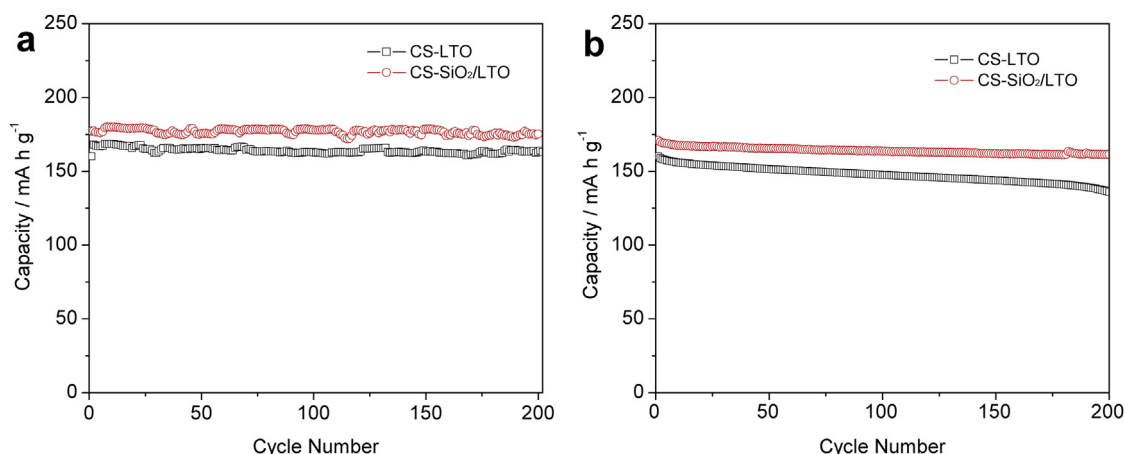 a
CS-LTO
CS-SiO₂/LTO
250
200
150
100
50
0
0 50 100 150 200
Capacity / mA h g⁻¹
Cycle Number
b
CS-LTO
CS-SiO₂/LTO
250
200
150
100
50
0
0 50 100 150 200
Capacity / mA h g⁻¹
Cycle Number